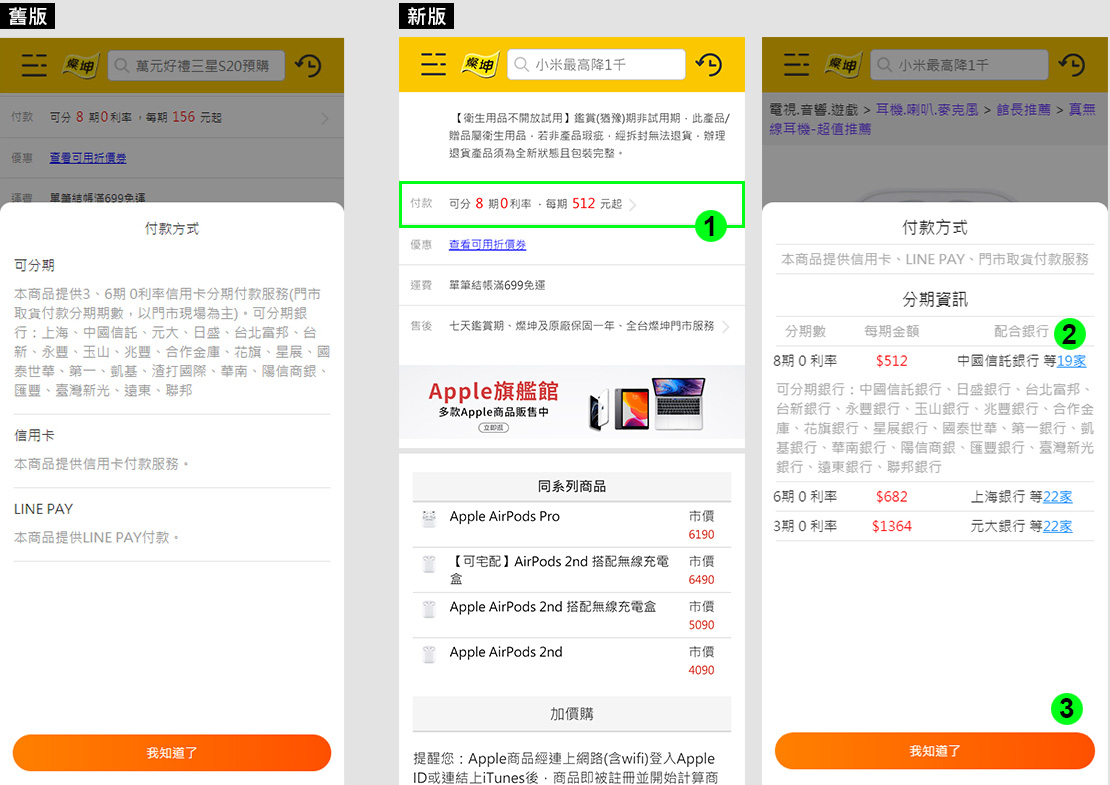 舊版
燦坤
萬元好禮三星S20預購
付款 可分 8 期0利率，每期 156 元起
優惠 查看可用折價券
運費 單筆結帳滿699免運
付款方式
可分期
本商品提供3、6期 0利率信用卡分期付款服務(門市
取貨付款分期期數，以門市現場為主)。可分期銀
行：上海、中國信託、元大、日盛、台北富邦、台
新、永豐、玉山、兆豐、合作金庫、花旗、星展、國
泰世華、第一、凱基、渣打國際、華南、陽信商銀、
匯豐、臺灣新光、遠東、聯邦
信用卡
本商品提供信用卡付款服務。
LINE PAY
本商品提供LINE PAY付款。
我知道了
新版
燦坤
小米最高降1千
【衛生用品不開放試用】鑑賞(猶豫)期非試用期，此產品/
贈品屬衛生用品，若非產品瑕疵，經拆封無法退貨，辦理
退貨產品須為全新狀態且包裝完整。
付款 可分 8 期0利率 ，每期 512 元起
1
優惠 查看可用折價券
運費 單筆結帳滿699免運
售後 七天鑑賞期、燦坤及原廠保固一年、全台燦坤門市服務
Apple旗艦館
多款Apple商品販售中
立即逛
同系列商品
Apple AirPods Pro 市價
6190
【可宅配】AirPods 2nd 搭配無線充電
盒 市價
6490
Apple AirPods 2nd 搭配無線充電盒 市價
5090
Apple AirPods 2nd 市價
4090
加價購
提醒您：Apple商品經連上網路(含wifi)登入Apple
ID或連結上iTunes後，商品即被註冊並開始計算商
燦坤
小米最高降1千
電視.音響.遊戲 > 耳機.喇叭.麥克風 > 館長推薦 > 真無
線耳機-超值推薦
付款方式
本商品提供信用卡、LINE PAY、門市取貨付款服務
分期資訊
分期數 每期金額 配合銀行
2
8期 0 利率 $512 中國信託銀行 等19家
可分期銀行：中國信託銀行、日盛銀行、台北富邦、
台新銀行、永豐銀行、玉山銀行、兆豐銀行、合作金
庫、花旗銀行、星展銀行、國泰世華、第一銀行、凱
基銀行、華南銀行、陽信商銀、匯豐銀行、臺灣新光
銀行、遠東銀行、聯邦銀行
6期 0 利率 $682 上海銀行 等22家
3期 0 利率 $1364 元大銀行 等22家
3
我知道了